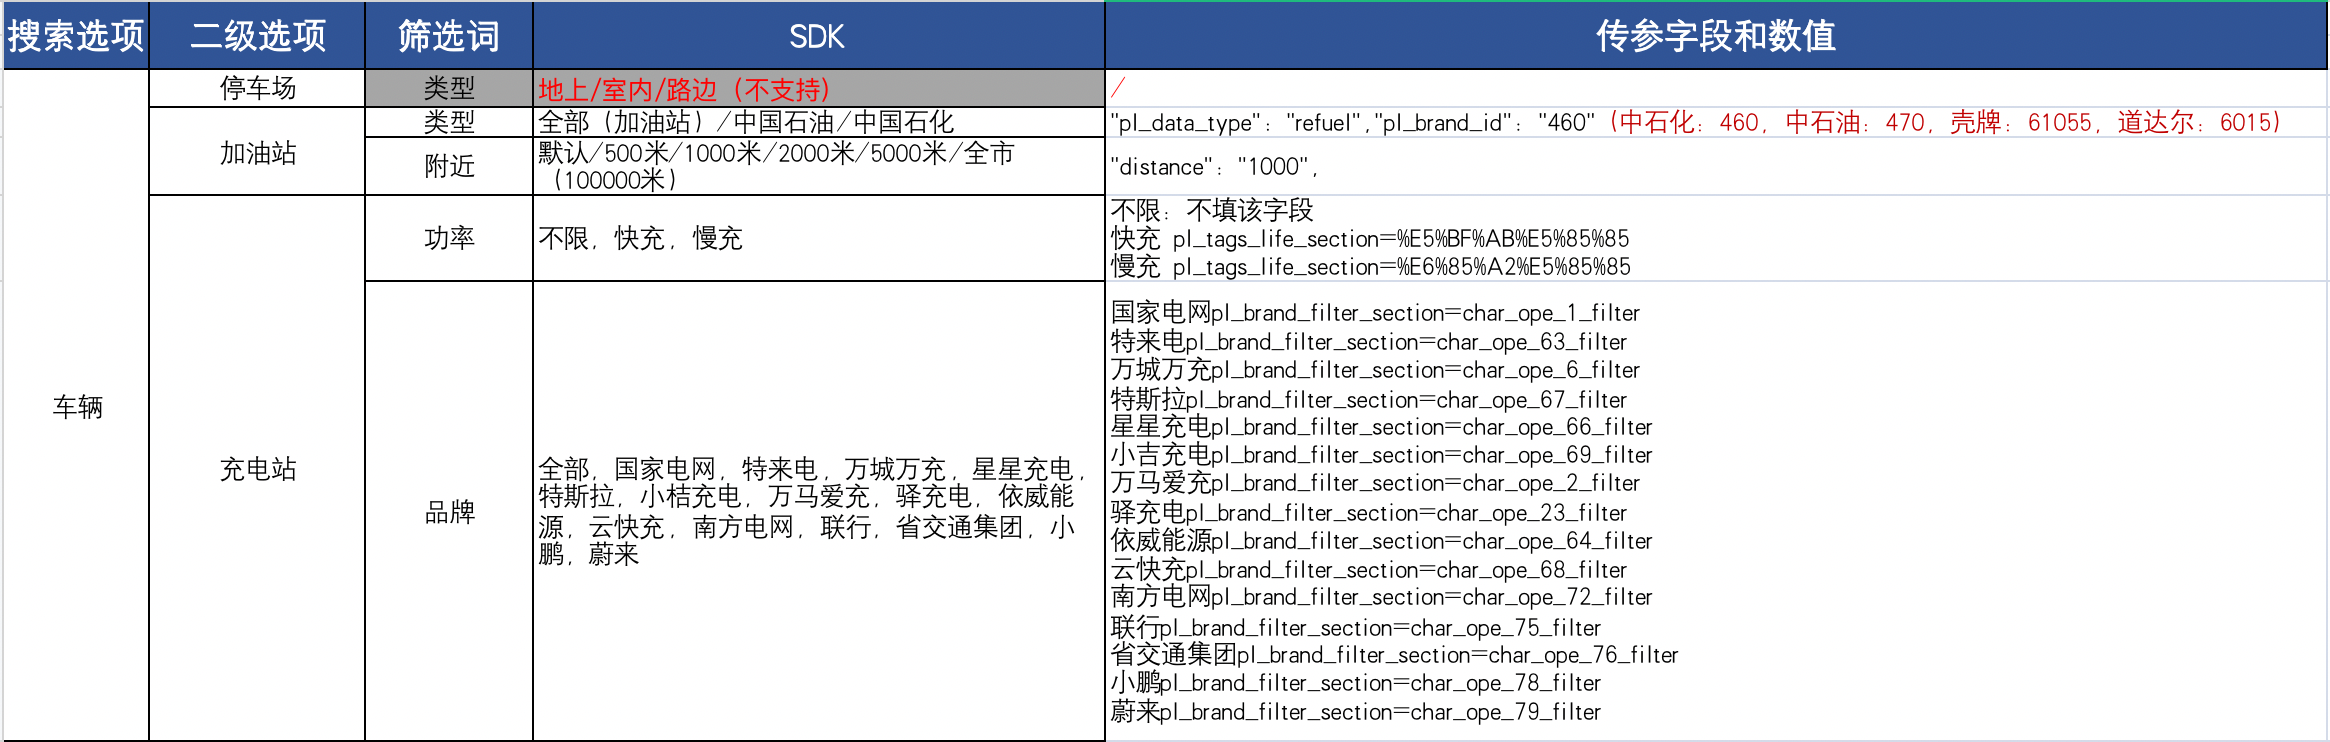 搜索选项 二级选项 筛选词 SDK 传参字段和数值
车辆
停车场 类型 地上/室内/路边（不支持） /
加油站
类型 全部（加油站）/中国石油/中国石化 "pl_data_type": "refuel","pl_brand_id": "460"（中石化：460，中石油：470，壳牌：61055，道达尔：6015）
附近 默认/500米/1000米/2000米/5000米/全市
（100000米） "distance": "1000",
充电站
功率 不限，快充，慢充
不限：不填该字段
快充 pl_tags_life_section=%E5%BF%AB%E5%85%85
慢充 pl_tags_life_section=%E6%85%A2%E5%85%85
品牌
全部，国家电网，特来电，万城万充，星星充电，
特斯拉，小桔充电，万马爱充，驿充电，依威能
源，云快充，南方电网，联行，省交通集团，小
鹏，蔚来
国家电网pl_brand_filter_section=char_ope_1_filter
特来电pl_brand_filter_section=char_ope_63_filter
万城万充pl_brand_filter_section=char_ope_6_filter
特斯拉pl_brand_filter_section=char_ope_67_filter
星星充电pl_brand_filter_section=char_ope_66_filter
小吉充电pl_brand_filter_section=char_ope_69_filter
万马爱充pl_brand_filter_section=char_ope_2_filter
驿充电pl_brand_filter_section=char_ope_23_filter
依威能源pl_brand_filter_section=char_ope_64_filter
云快充pl_brand_filter_section=char_ope_68_filter
南方电网pl_brand_filter_section=char_ope_72_filter
联行pl_brand_filter_section=char_ope_75_filter
省交通集团pl_brand_filter_section=char_ope_76_filter
小鹏pl_brand_filter_section=char_ope_78_filter
蔚来pl_brand_filter_section=char_ope_79_filter